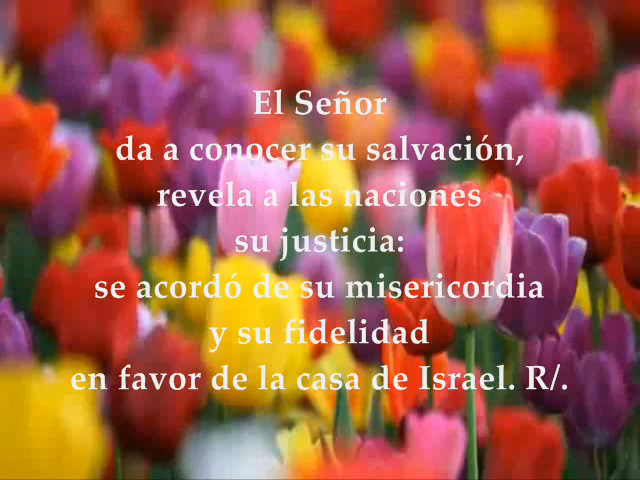 El Señor
da a conocer su salvación,
revela a las naciones
su justicia:
se acordó de su misericordia
y su fidelidad
en favor de la casa de Israel. R/.